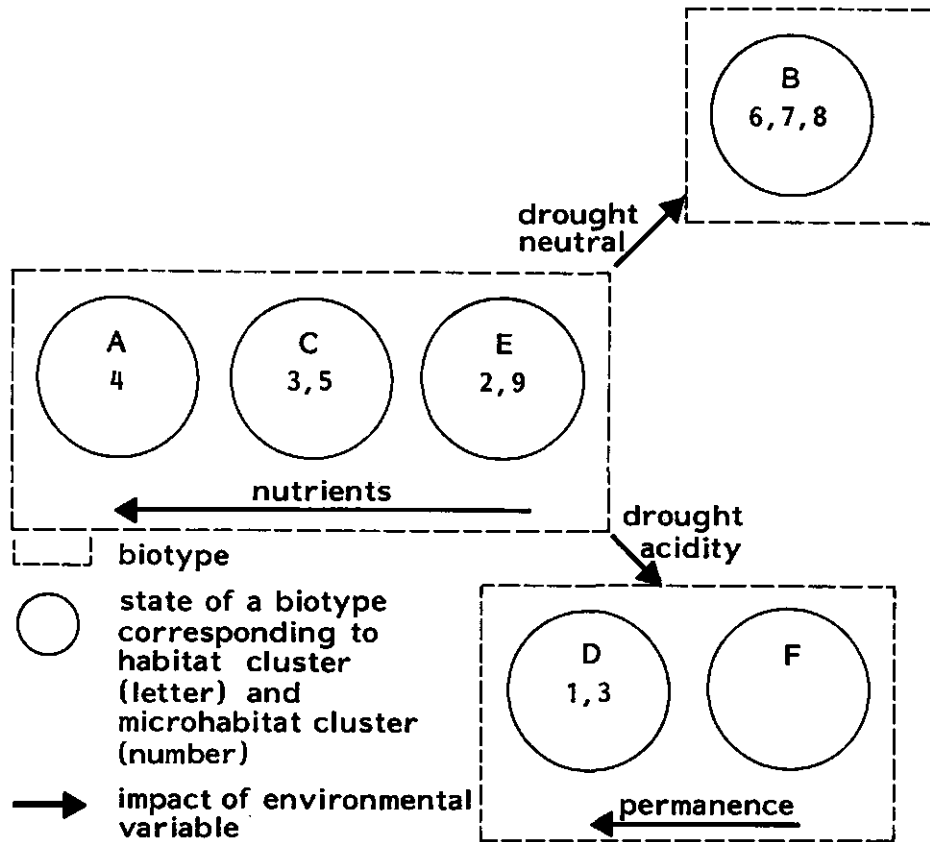 B
6,7,8
drought
neutral
A
4
C
3,5
E
2,9
nutrients
drought
acidity
biotype
state of a biotype
corresponding to
habitat cluster
(letter) and
microhabitat cluster
(number)
impact of environmental
variable
D
1,3
F
permanence